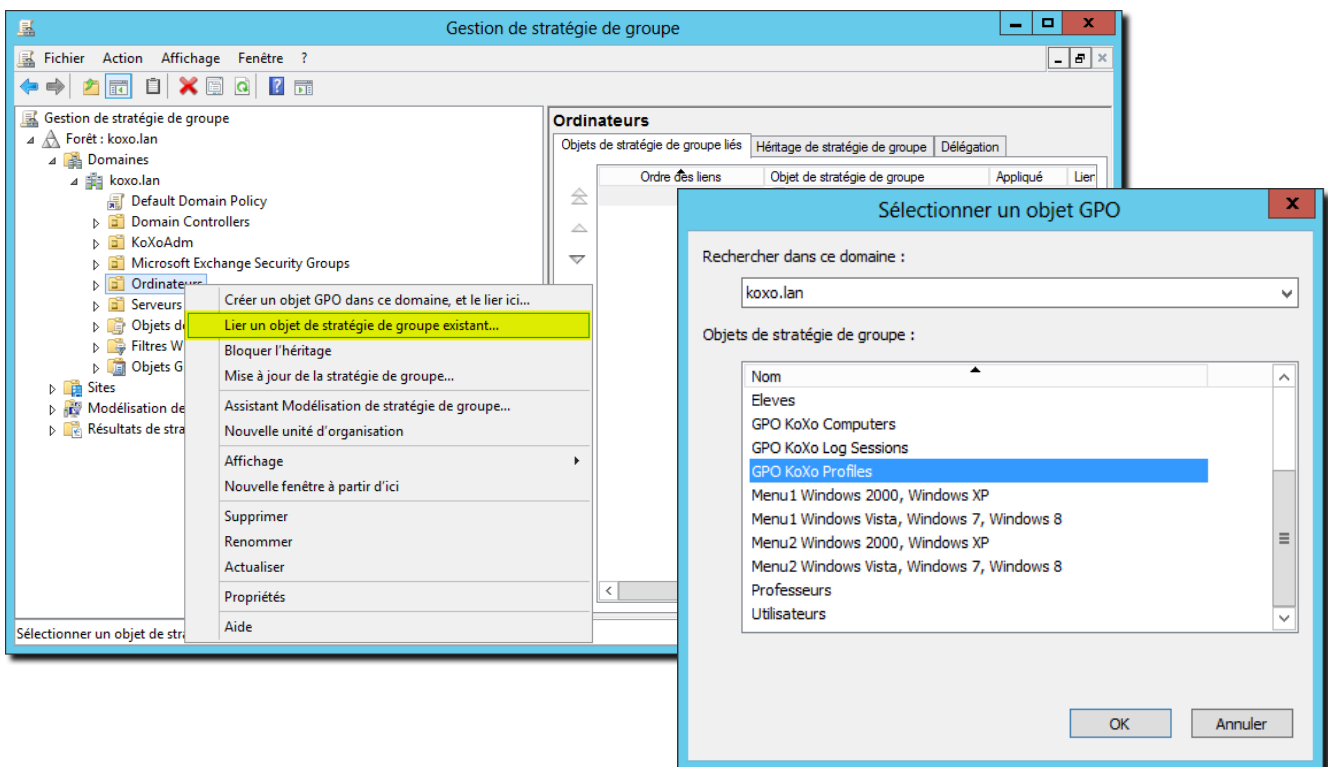 Gestion de stratégie de groupe
Fichier Action Affichage Fenêtre ?
Gestion de stratégie de groupe
Forêt : koxo.lan
Domaines
koxo.lan
Default Domain Policy
Domain Controllers
KoXoAdm
Microsoft Exchange Security Groups
Ordinateurs
Serveurs
Objets d
Filtres W
Objets G
Sites
Modélisation de
Résultats de stra
Sélectionner un objet de stra
Créer un objet GPO dans ce domaine, et le lier ici...
Lier un objet de stratégie de groupe existant...
Bloquer l'héritage
Mise à jour de la stratégie de groupe...
Assistant Modélisation de stratégie de groupe...
Nouvelle unité d'organisation
Affichage
Nouvelle fenêtre à partir d'ici
Supprimer
Renommer
Actualiser
Propriétés
Aide
Ordinateurs
Objets de stratégie de groupe liés Héritage de stratégie de groupe Délégation
Ordre des liens Objet de stratégie de groupe Appliqué Lier
Sélectionner un objet GPO
Rechercher dans ce domaine :
koxo.lan
Objets de stratégie de groupe :
Nom
Eleves
GPO KoXo Computers
GPO KoXo Log Sessions
GPO KoXo Profiles
Menu1 Windows 2000, Windows XP
Menu1 Windows Vista, Windows 7, Windows 8
Menu2 Windows 2000, Windows XP
Menu2 Windows Vista, Windows 7, Windows 8
Professeurs
Utilisateurs
OK Annuler